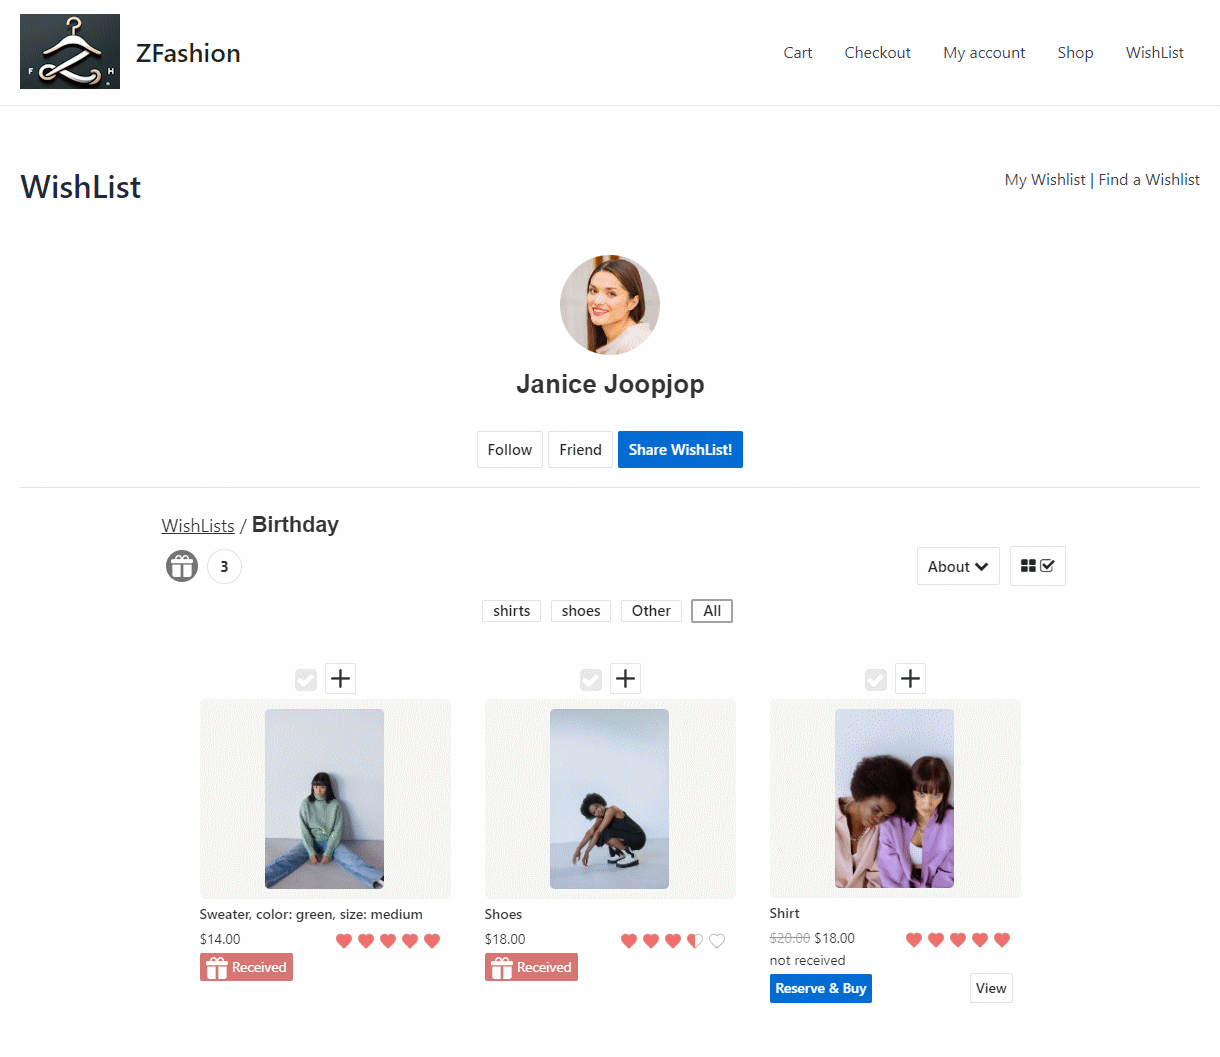 F H
ZFashion
Cart Checkout My account Shop WishList
WishList
My Wishlist | Find a Wishlist
Janice Joopjop
Follow Friend Share WishList!
WishLists / Birthday
3
About
shirts shoes Other All
Sweater, color: green, size: medium
$14.00
Received
Shoes
$18.00
Received
Shirt
$20.00 $18.00
not received
Reserve & Buy View